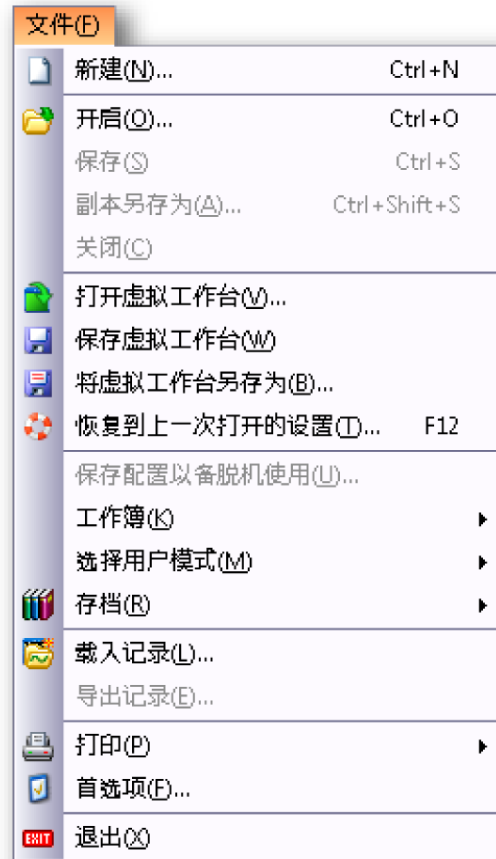 文件(F)
新建(N)... Ctrl+N
开启(O)... Ctrl+O
保存(S) Ctrl+S
副本另存为(A)... Ctrl+Shift+S
关闭(C)
打开虚拟工作台(V)...
保存虚拟工作台(W)
将虚拟工作台另存为(B)...
恢复到上一次打开的设置(T)... F12
保存配置以备脱机使用(U)...
工作簿(K)
选择用户模式(M)
存档(R)
载入记录(L)...
导出记录(E)...
打印(P)
首选项(F)...
EXIT 退出(X)